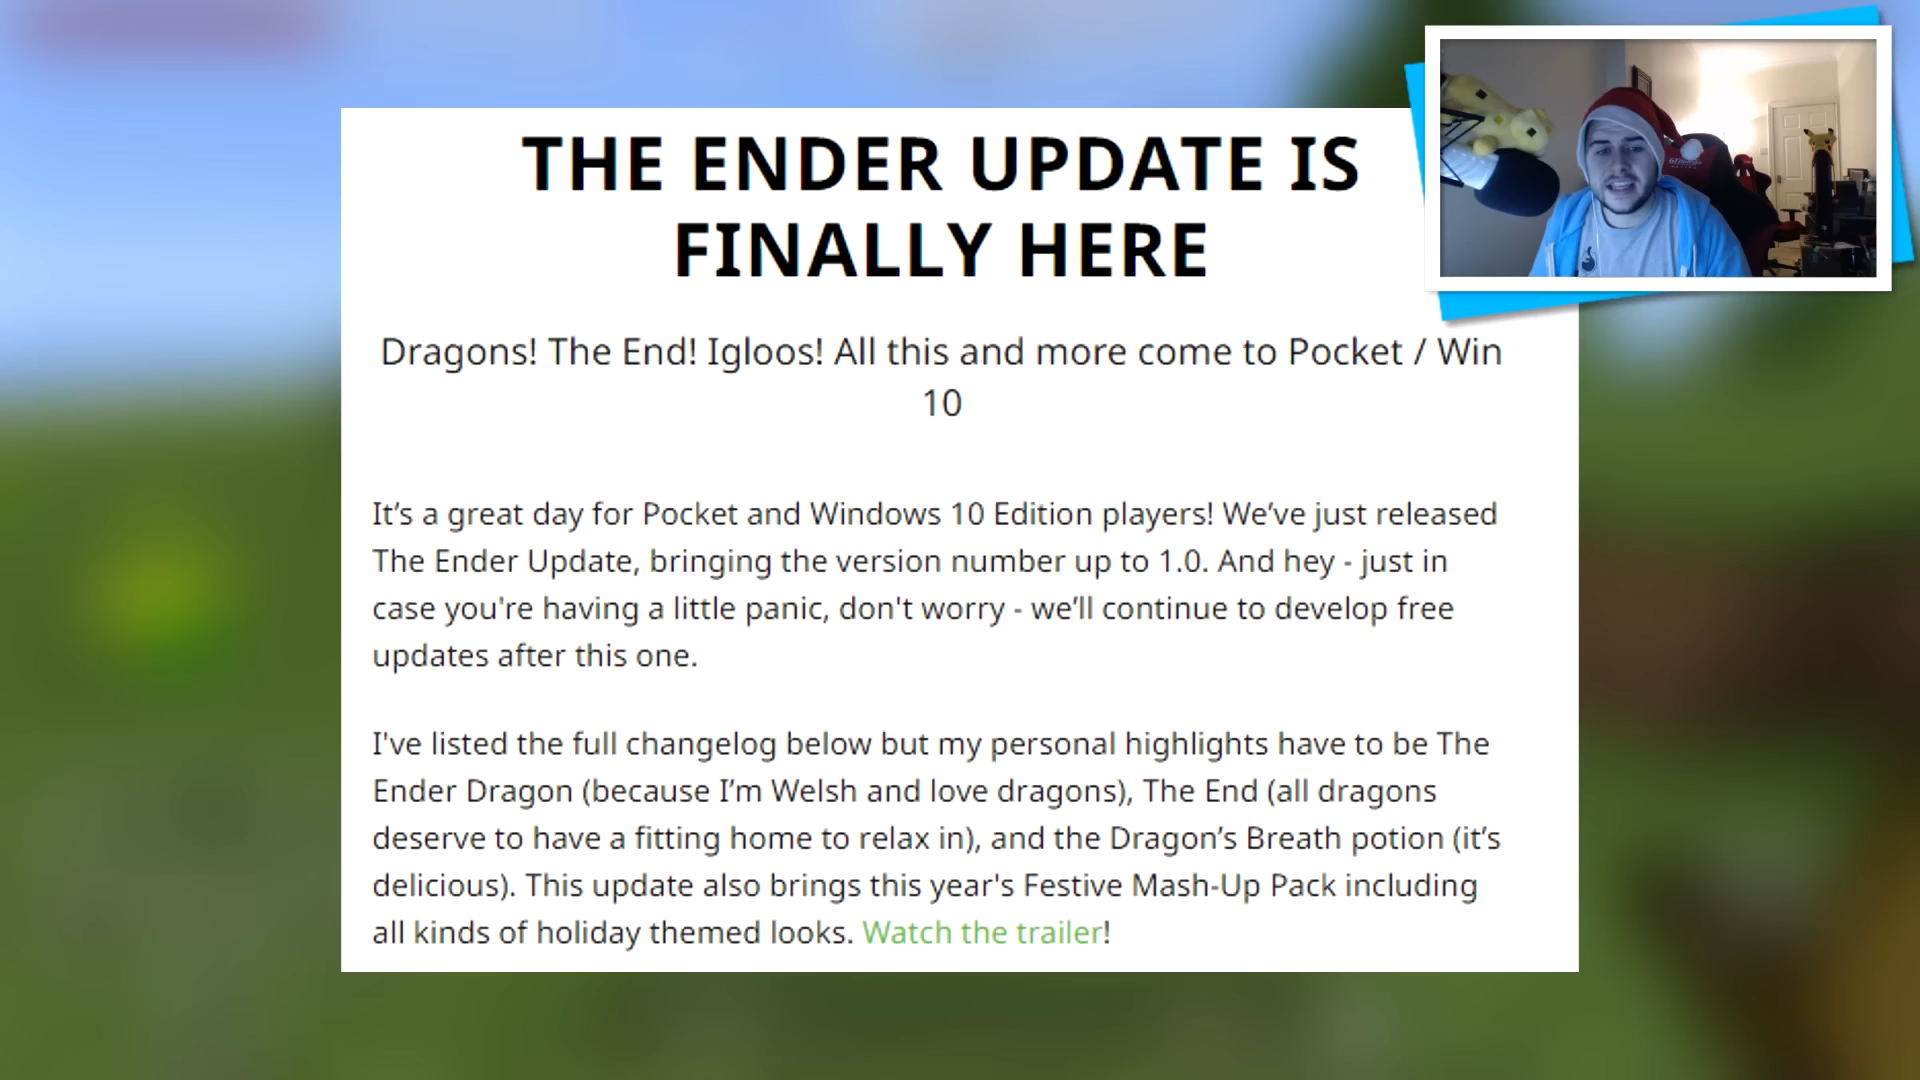 THE ENDER UPDATE IS
FINALLY HERE
Dragons! The End! Igloos! All this and more come to Pocket / Win
10
It’s a great day for Pocket and Windows 10 Edition players! We’ve just released
The Ender Update, bringing the version number up to 1.0. And hey - just in
case you're having a little panic, don't worry - we’ll continue to develop free
updates after this one.
I've listed the full changelog below but my personal highlights have to be The
Ender Dragon (because I’m Welsh and love dragons), The End (all dragons
deserve to have a fitting home to relax in), and the Dragon’s Breath potion (it’s
delicious). This update also brings this year's Festive Mash-Up Pack including
all kinds of holiday themed looks. Watch the trailer!